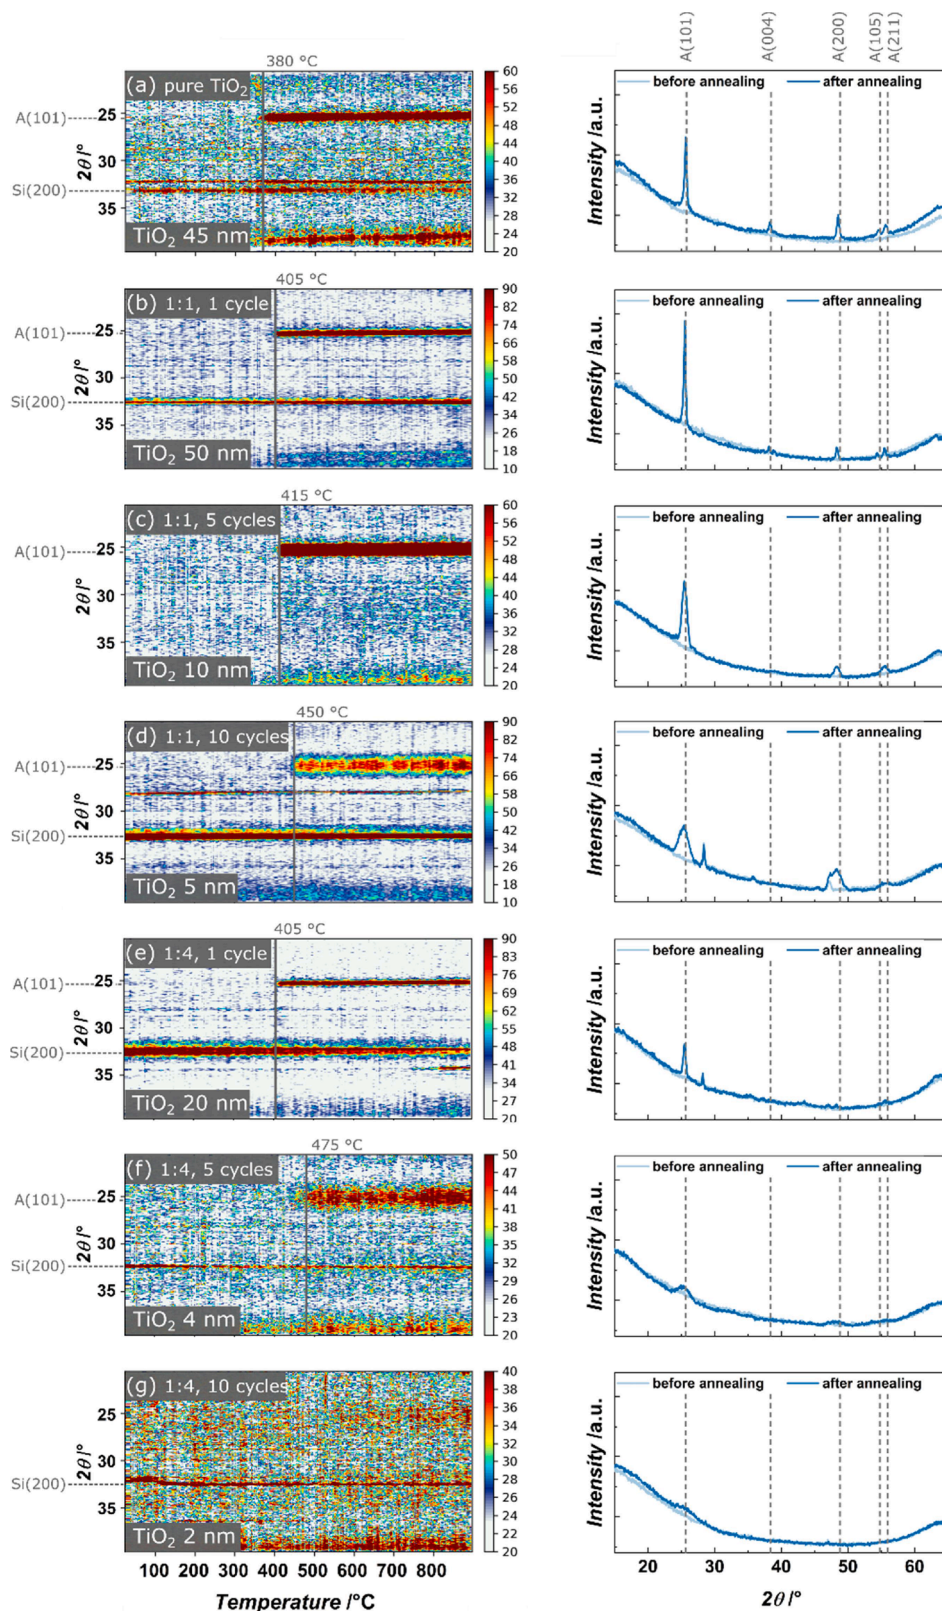 A(101) A(004) A(200) A(105) A(211)
380 °C
(a) pure TiO₂
TiO₂ 45 nm
A(101)
Si(200)
2θ /°
25
30
35
60
56
52
48
44
40
36
32
28
24
20
before annealing after annealing
Intensity /a.u.
405 °C
(b) 1:1, 1 cycle
TiO₂ 50 nm
A(101)
Si(200)
2θ /°
25
30
35
90
82
74
66
58
50
42
34
26
18
10
before annealing after annealing
Intensity /a.u.
415 °C
(c) 1:1, 5 cycles
TiO₂ 10 nm
A(101)
2θ /°
25
30
35
60
56
52
48
44
40
36
32
28
24
20
before annealing after annealing
Intensity /a.u.
450 °C
(d) 1:1, 10 cycles
TiO₂ 5 nm
A(101)
Si(200)
2θ /°
25
30
35
90
82
74
66
58
50
42
34
26
18
10
before annealing after annealing
Intensity /a.u.
405 °C
(e) 1:4, 1 cycle
TiO₂ 20 nm
A(101)
Si(200)
2θ /°
25
30
35
90
83
76
69
62
55
48
41
34
27
20
before annealing after annealing
Intensity /a.u.
475 °C
(f) 1:4, 5 cycles
TiO₂ 4 nm
A(101)
Si(200)
2θ /°
25
30
35
50
47
44
41
38
35
32
29
26
23
20
before annealing after annealing
Intensity /a.u.
(g) 1:4, 10 cycles
TiO₂ 2 nm
Si(200)
2θ /°
25
30
35
40
38
36
34
32
30
28
26
24
22
20
before annealing after annealing
Intensity /a.u.
100 200 300 400 500 600 700 800
Temperature /°C
20 30 40 50 60
2θ /°